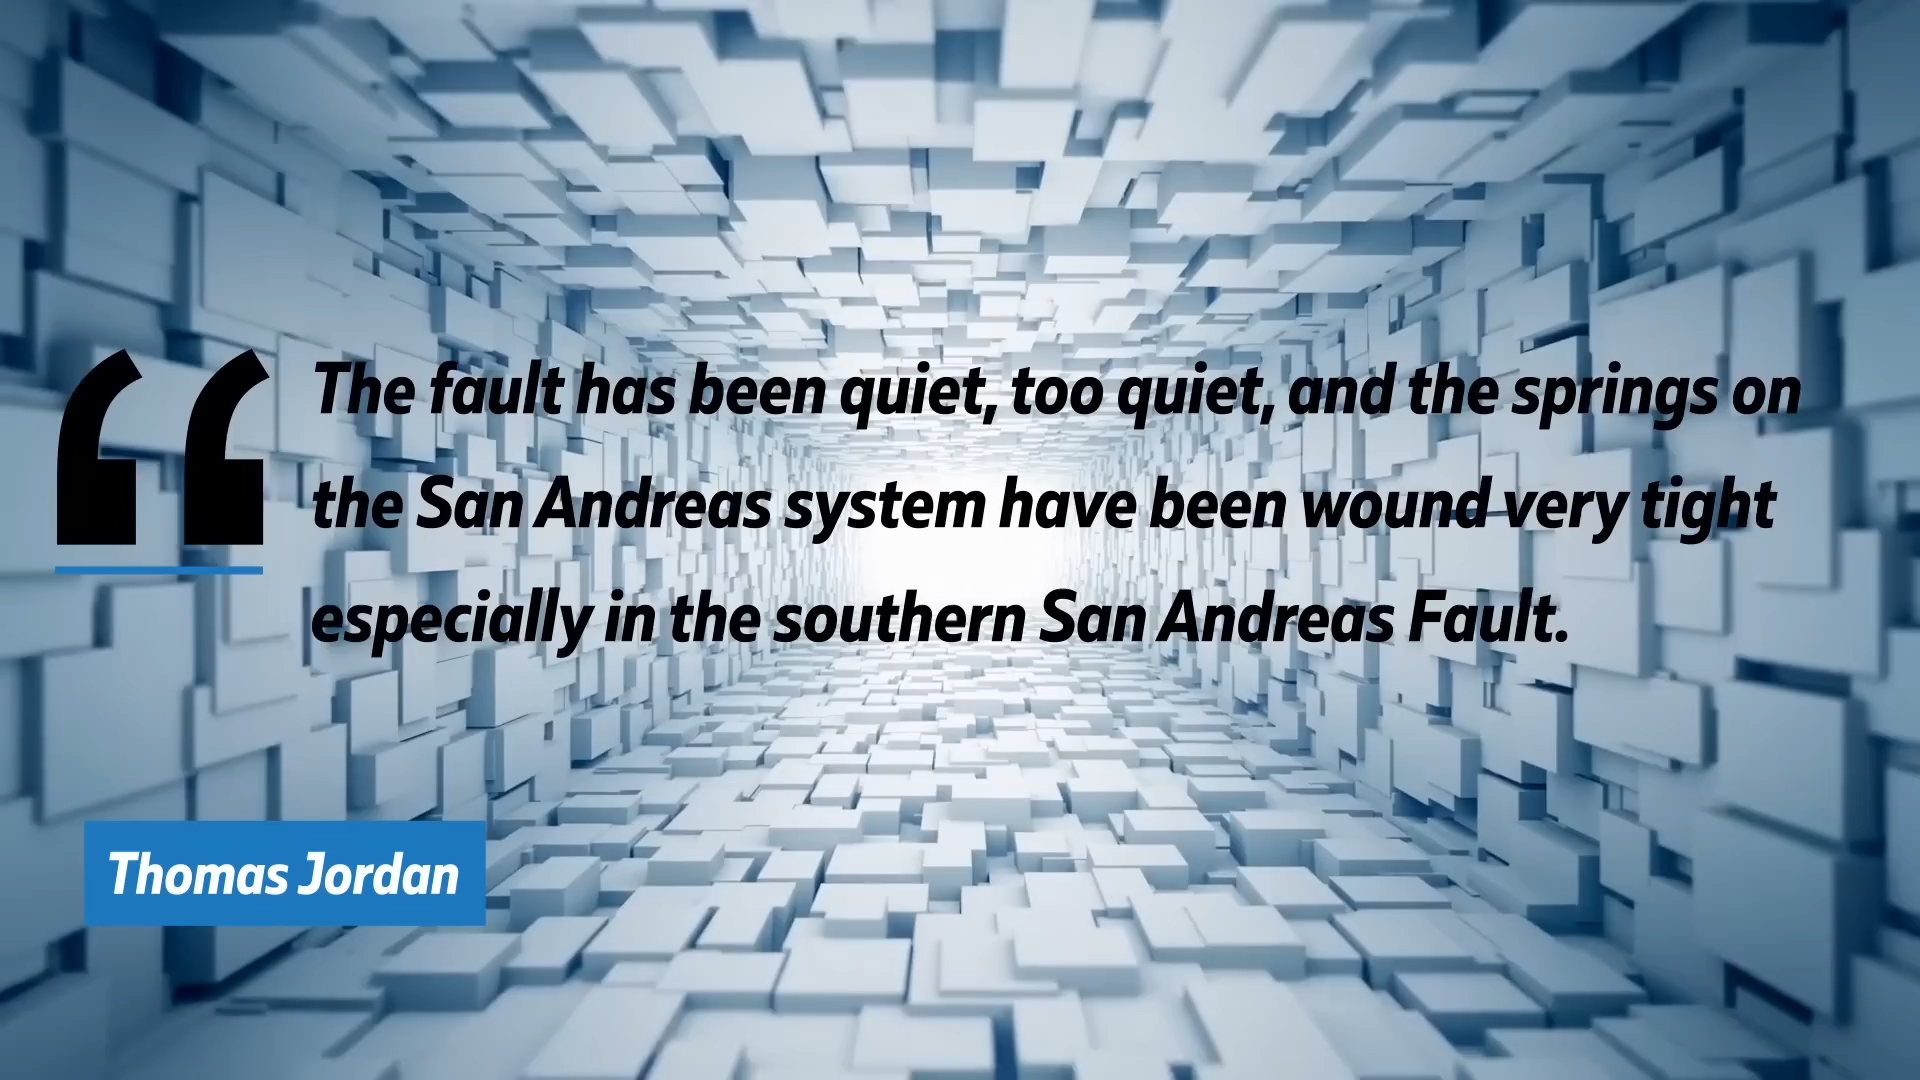 “
The fault has been quiet, too quiet, and the springs on
the San Andreas system have been wound very tight
especially in the southern San Andreas Fault.
Thomas Jordan